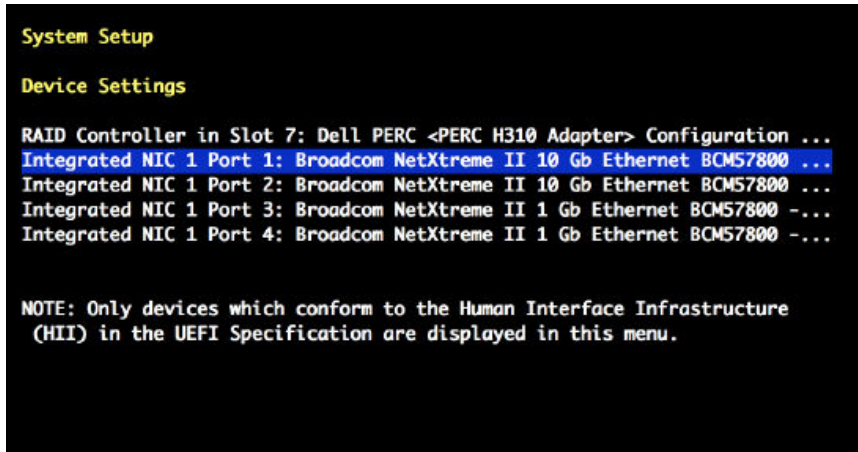 System Setup
Device Settings
RAID Controller in Slot 7: Dell PERC <PERC H310 Adapter> Configuration ...
Integrated NIC 1 Port 1: Broadcom NetXtreme II 10 Gb Ethernet BCM57800 ...
Integrated NIC 1 Port 2: Broadcom NetXtreme II 10 Gb Ethernet BCM57800 ...
Integrated NIC 1 Port 3: Broadcom NetXtreme II 1 Gb Ethernet BCM57800 -...
Integrated NIC 1 Port 4: Broadcom NetXtreme II 1 Gb Ethernet BCM57800 -...
NOTE: Only devices which conform to the Human Interface Infrastructure
(HII) in the UEFI Specification are displayed in this menu.